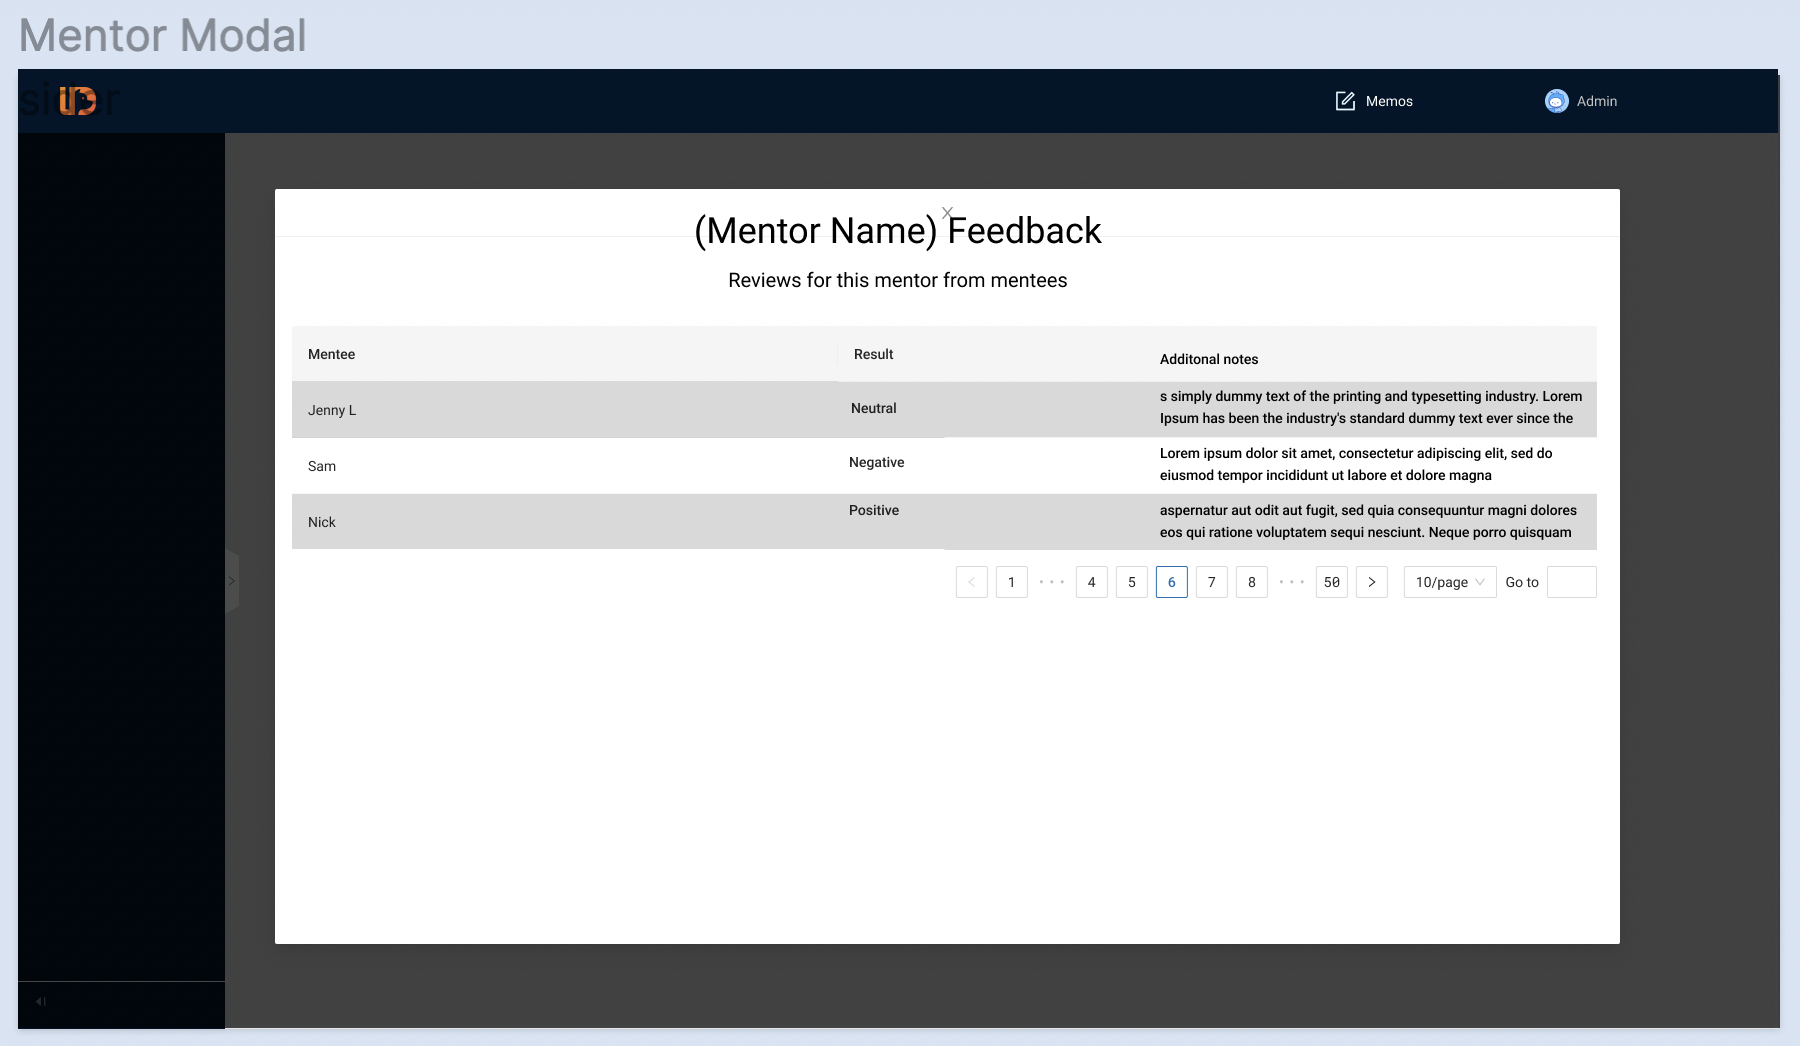 Mentor Modal
sider
Memos
Admin
(Mentor Name) Feedback
Reviews for this mentor from mentees
Mentee
Result
Additonal notes
Jenny L
Neutral
s simply dummy text of the printing and typesetting industry. Lorem
Ipsum has been the industry's standard dummy text ever since the
Sam
Negative
Lorem ipsum dolor sit amet, consectetur adipiscing elit, sed do
eiusmod tempor incididunt ut labore et dolore magna
Nick
Positive
aspernatur aut odit aut fugit, sed quia consequuntur magni dolores
eos qui ratione voluptatem sequi nesciunt. Neque porro quisquam
< 1 ··· 4 5 6 7 8 ··· 50 > 10/page Go to